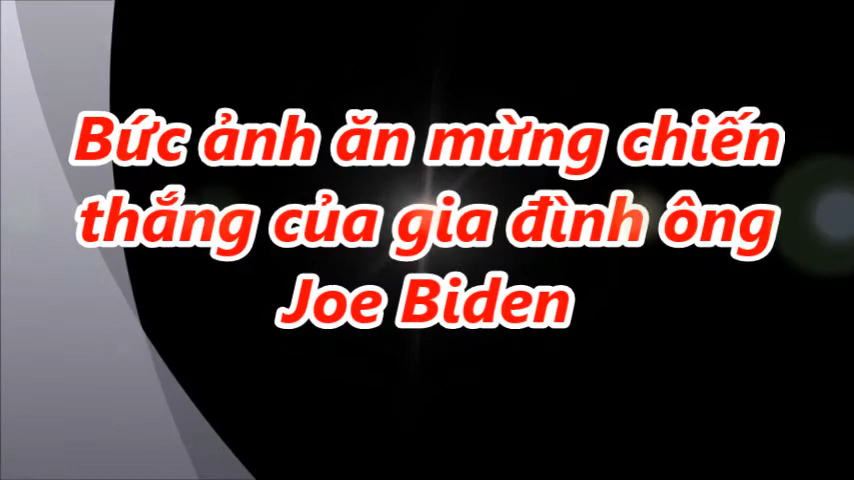 Bức ảnh ăn mừng chiến
thắng của gia đình ông
Joe Biden